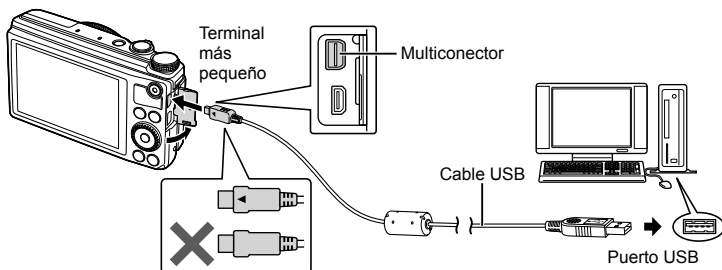 Terminal
más
pequeño
Multiconector
Cable USB
Puerto USB